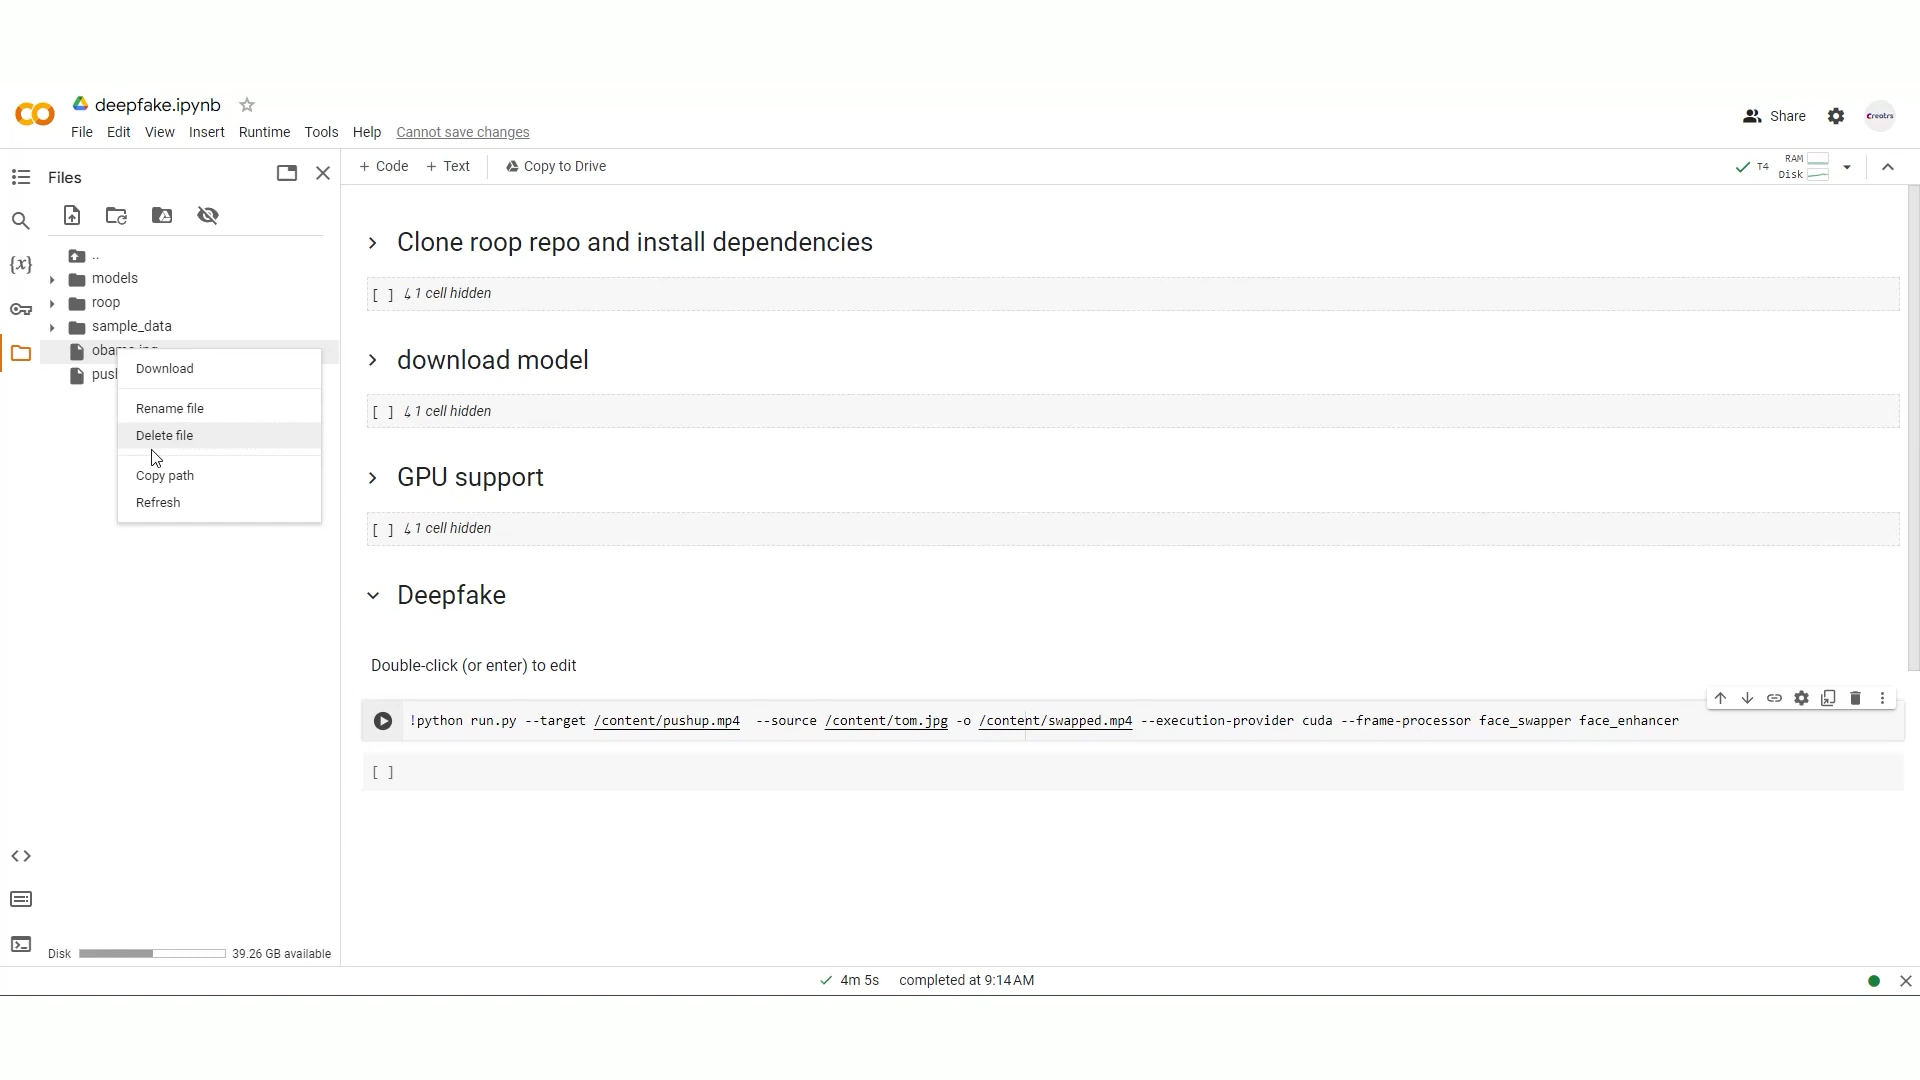 deepfake.ipynb
File Edit View Insert Runtime Tools Help Cannot save changes
Share
Creatrs
Files
+ Code + Text Copy to Drive
T4
RAM
Disk
..
models
roop
sample_data
Download
Rename file
Delete file
Copy path
Refresh
Clone roop repo and install dependencies
[ ] ↳ 1 cell hidden
download model
[ ] ↳ 1 cell hidden
GPU support
[ ] ↳ 1 cell hidden
Deepfake
Double-click (or enter) to edit
!python run.py --target /content/pushup.mp4 --source /content/tom.jpg -o /content/swapped.mp4 --execution-provider cuda --frame-processor face_swapper face_enhancer
[ ]
Disk 39.26 GB available
4m 5s completed at 9:14 AM